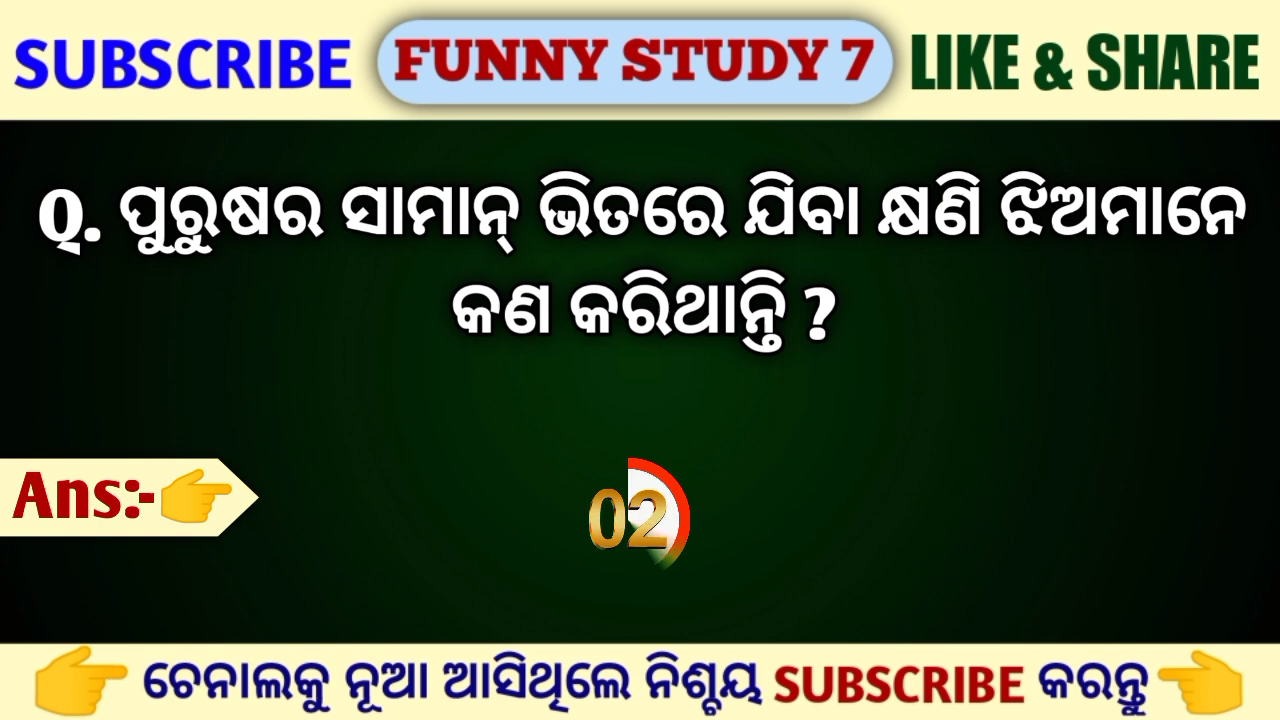 SUBSCRIBE FUNNY STUDY 7 LIKE & SHARE
Q. ପୁରୁଷର ସାମାନ୍ ଭିତରେ ଯିବା କ୍ଷଣି ଝିଅମାନେ
କଣ କରିଥାନ୍ତି ?
Ans:-
02
ଚେନାଲକୁ ନୂଆ ଆସିଥିଲେ ନିଶ୍ଚୟ SUBSCRIBE କରନ୍ତୁ